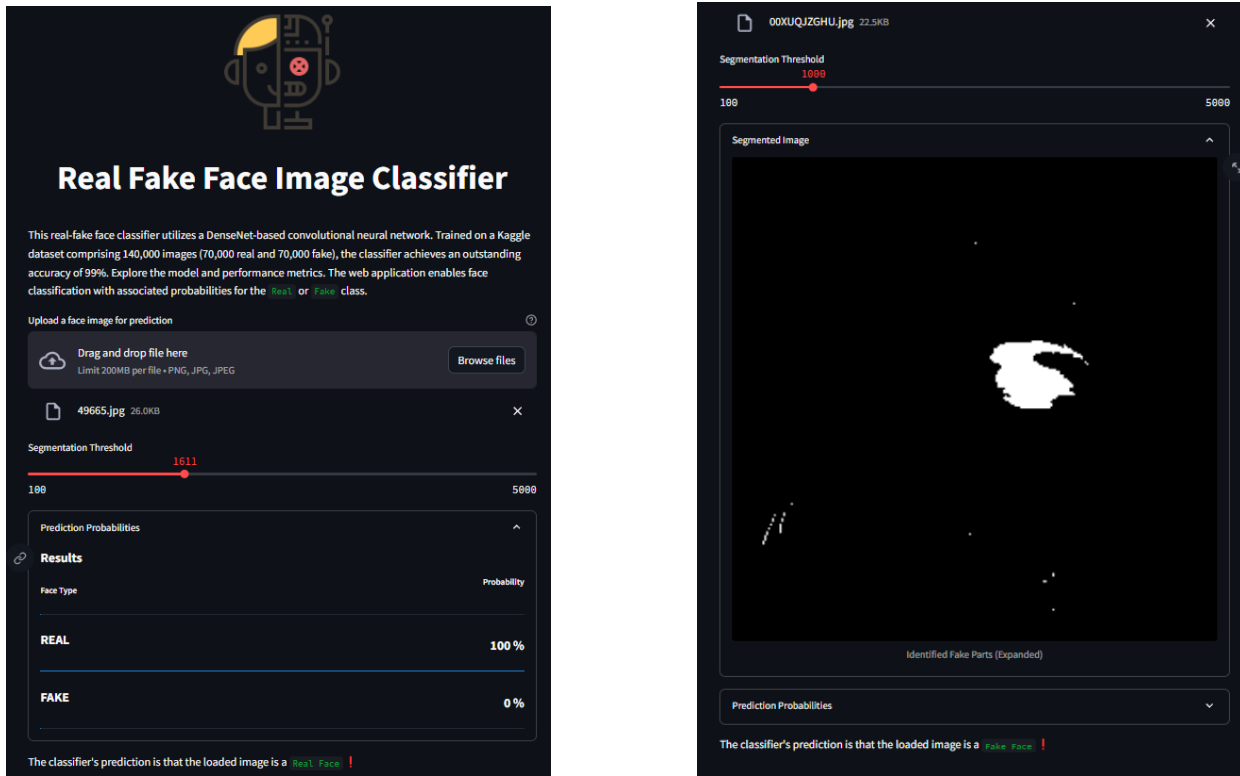 Real Fake Face Image Classifier
This real-fake face classifier utilizes a DenseNet-based convolutional neural network. Trained on a Kaggle
dataset comprising 140,000 images (70,000 real and 70,000 fake), the classifier achieves an outstanding
accuracy of 99%. Explore the model and performance metrics. The web application enables face
classification with associated probabilities for the Real or Fake class.
Upload a face image for prediction
Drag and drop file here
Limit 200MB per file • PNG, JPG, JPEG
Browse files
49665.jpg 26.0KB
Segmentation Threshold
1611
100 5000
Prediction Probabilities
Results
Face Type Probability
REAL 100 %
FAKE 0 %
The classifier's prediction is that the loaded image is a Real Face ❗
00XUQJZGHU.jpg 22.5KB
Segmentation Threshold
1000
100 5000
Segmented Image
Identified Fake Parts (Expanded)
Prediction Probabilities
The classifier's prediction is that the loaded image is a Fake Face ❗